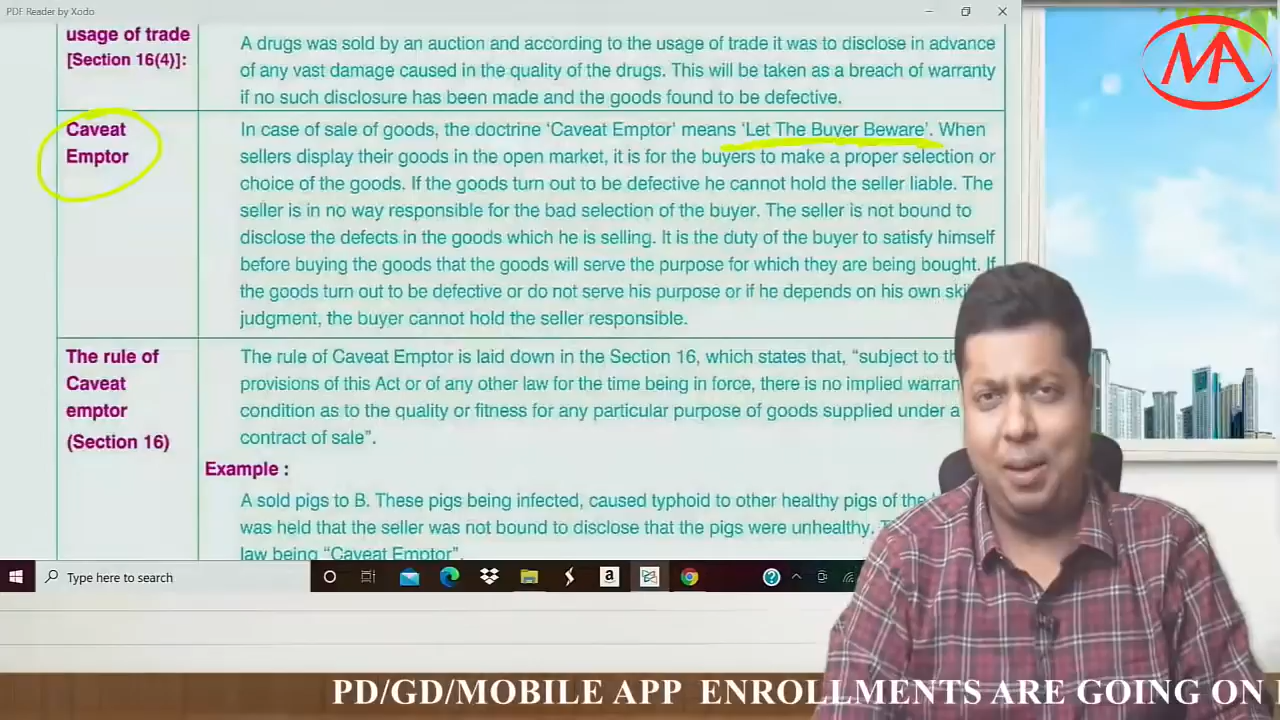 PDF Reader by Xodo
MA
usage of trade
[Section 16(4)]:
A drugs was sold by an auction and according to the usage of trade it was to disclose in advance
of any vast damage caused in the quality of the drugs. This will be taken as a breach of warranty
if no such disclosure has been made and the goods found to be defective.
Caveat
Emptor
In case of sale of goods, the doctrine ‘Caveat Emptor’ means ‘Let The Buyer Beware’. When
sellers display their goods in the open market, it is for the buyers to make a proper selection or
choice of the goods. If the goods turn out to be defective he cannot hold the seller liable. The
seller is in no way responsible for the bad selection of the buyer. The seller is not bound to
disclose the defects in the goods which he is selling. It is the duty of the buyer to satisfy himself
before buying the goods that the goods will serve the purpose for which they are being bought. If
the goods turn out to be defective or do not serve his purpose or if he depends on his own
judgment, the buyer cannot hold the seller responsible.
The rule of
Caveat
emptor
(Section 16)
The rule of Caveat Emptor is laid down in the Section 16, which states that, “subject to
provisions of this Act or of any other law for the time being in force, there is no implied
condition as to the quality or fitness for any particular purpose of goods supplied under a
contract of sale”.
Example :
A sold pigs to B. These pigs being infected, caused typhoid to other healthy pigs of the
was held that the seller was not bound to disclose that the pigs were unhealthy.
law being “Caveat Emptor”.
Type here to search
PD/GD/MOBILE APP ENROLLMENTS ARE GOING ON